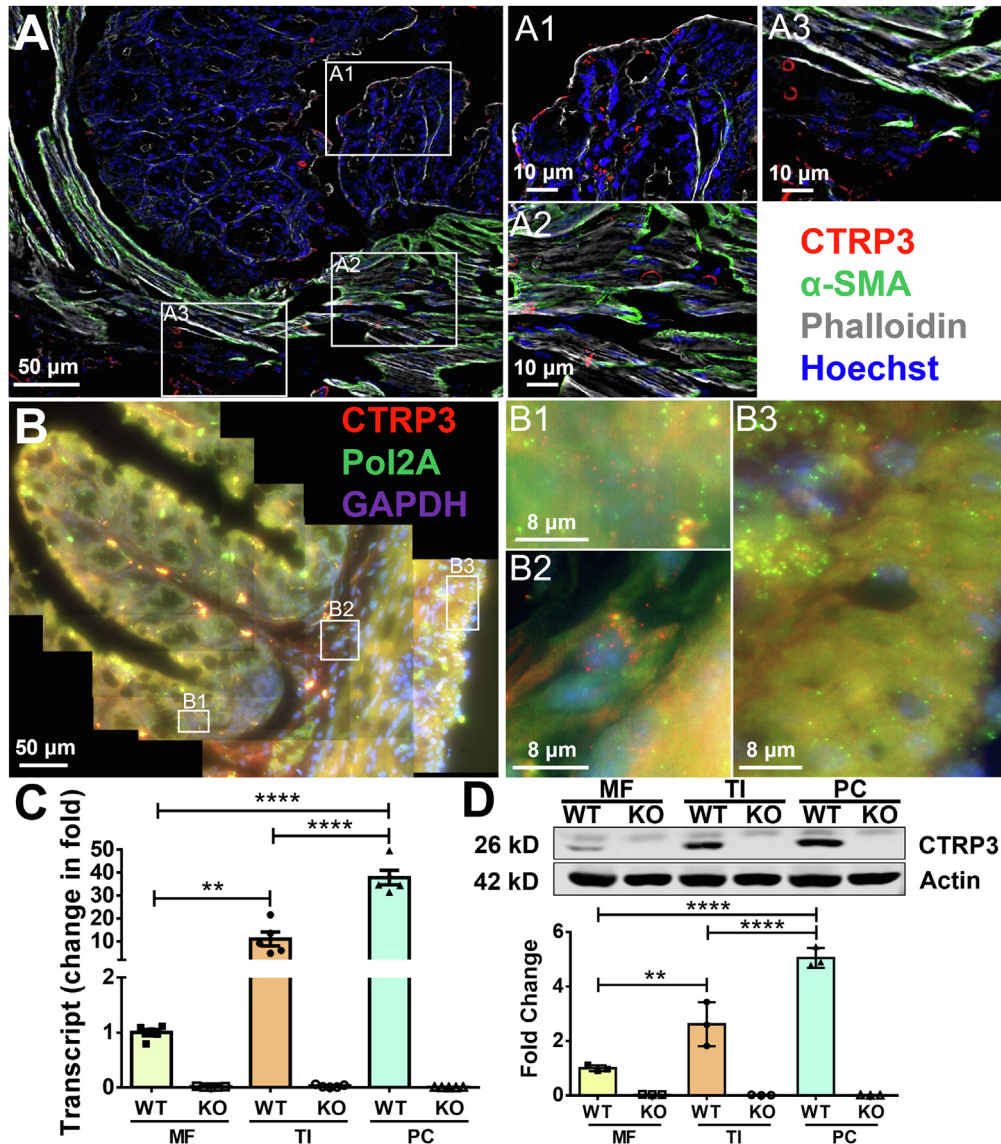 A
A1
A2
A3
50 µm
A1
10 µm
A3
10 µm
A2
10 µm
CTRP3
α-SMA
Phalloidin
Hoechst
B
CTRP3
Pol2A
GAPDH
B1
B2
B3
50 µm
B1
8 µm
B2
8 µm
B3
8 µm
C
Transcript (change in fold)
50
40
30
20
10
2
1
0
**
****
****
WT KO WT KO WT KO
MF TI PC
D
MF TI PC
WT KO WT KO WT KO
26 kD CTRP3
42 kD Actin
Fold Change
6
4
2
0
**
****
****
WT KO WT KO WT KO
MF TI PC